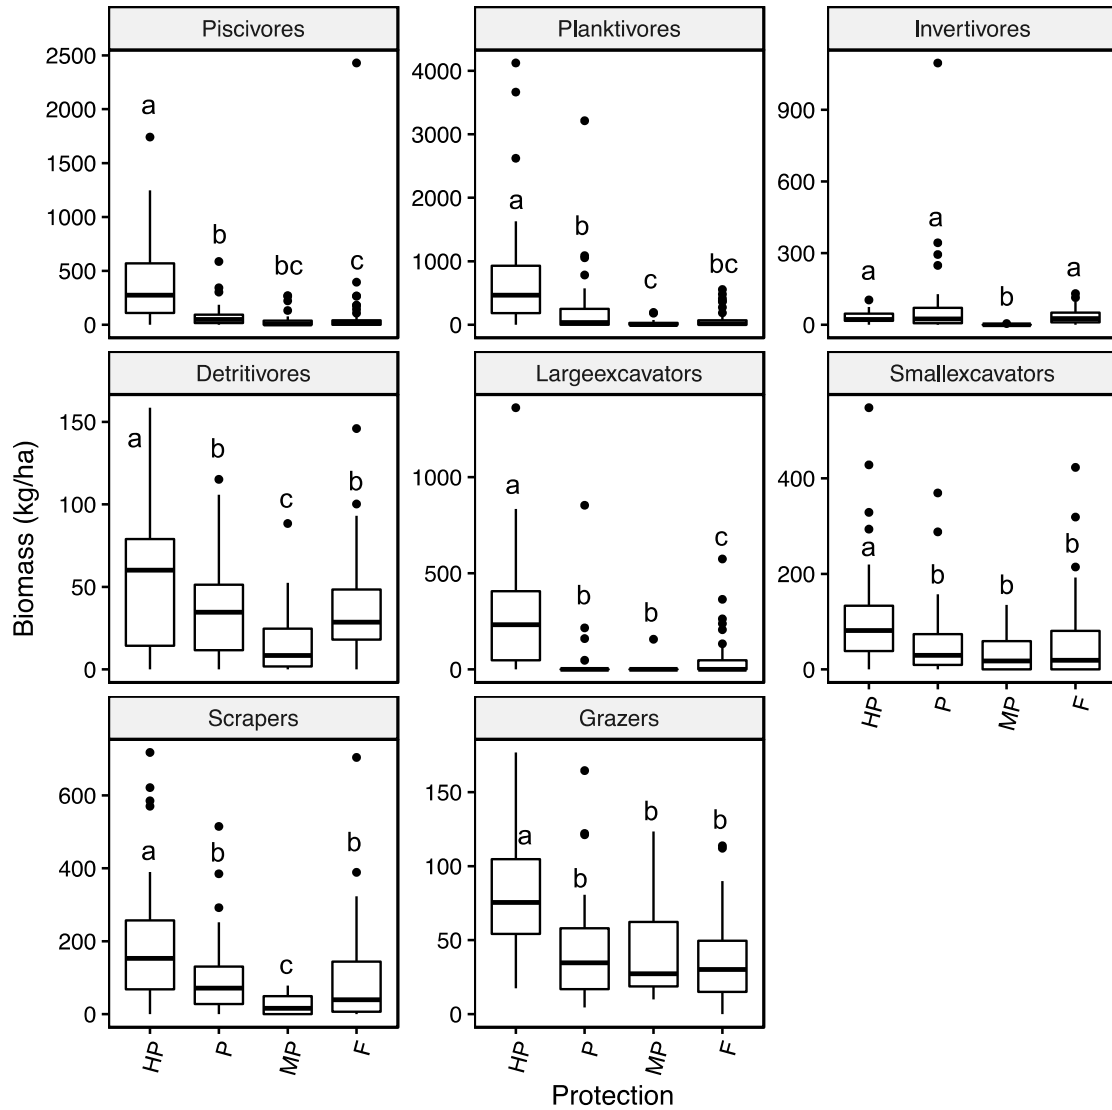 Piscivores
Planktivores
Invertivores
2500
2000
1500
1000
500
0
a
b
bc
c
4000
3000
2000
1000
0
a
b
c
bc
900
600
300
0
a
a
b
a
Detritivores
Largeexcavators
Smallexcavators
150
100
50
0
a
b
c
b
1000
500
0
a
b
b
c
400
200
0
a
b
b
b
HP
P
MP
F
Scrapers
Grazers
600
400
200
0
a
b
c
b
HP
P
MP
F
150
100
50
0
a
b
b
b
HP
P
MP
F
Biomass (kg/ha)
Protection